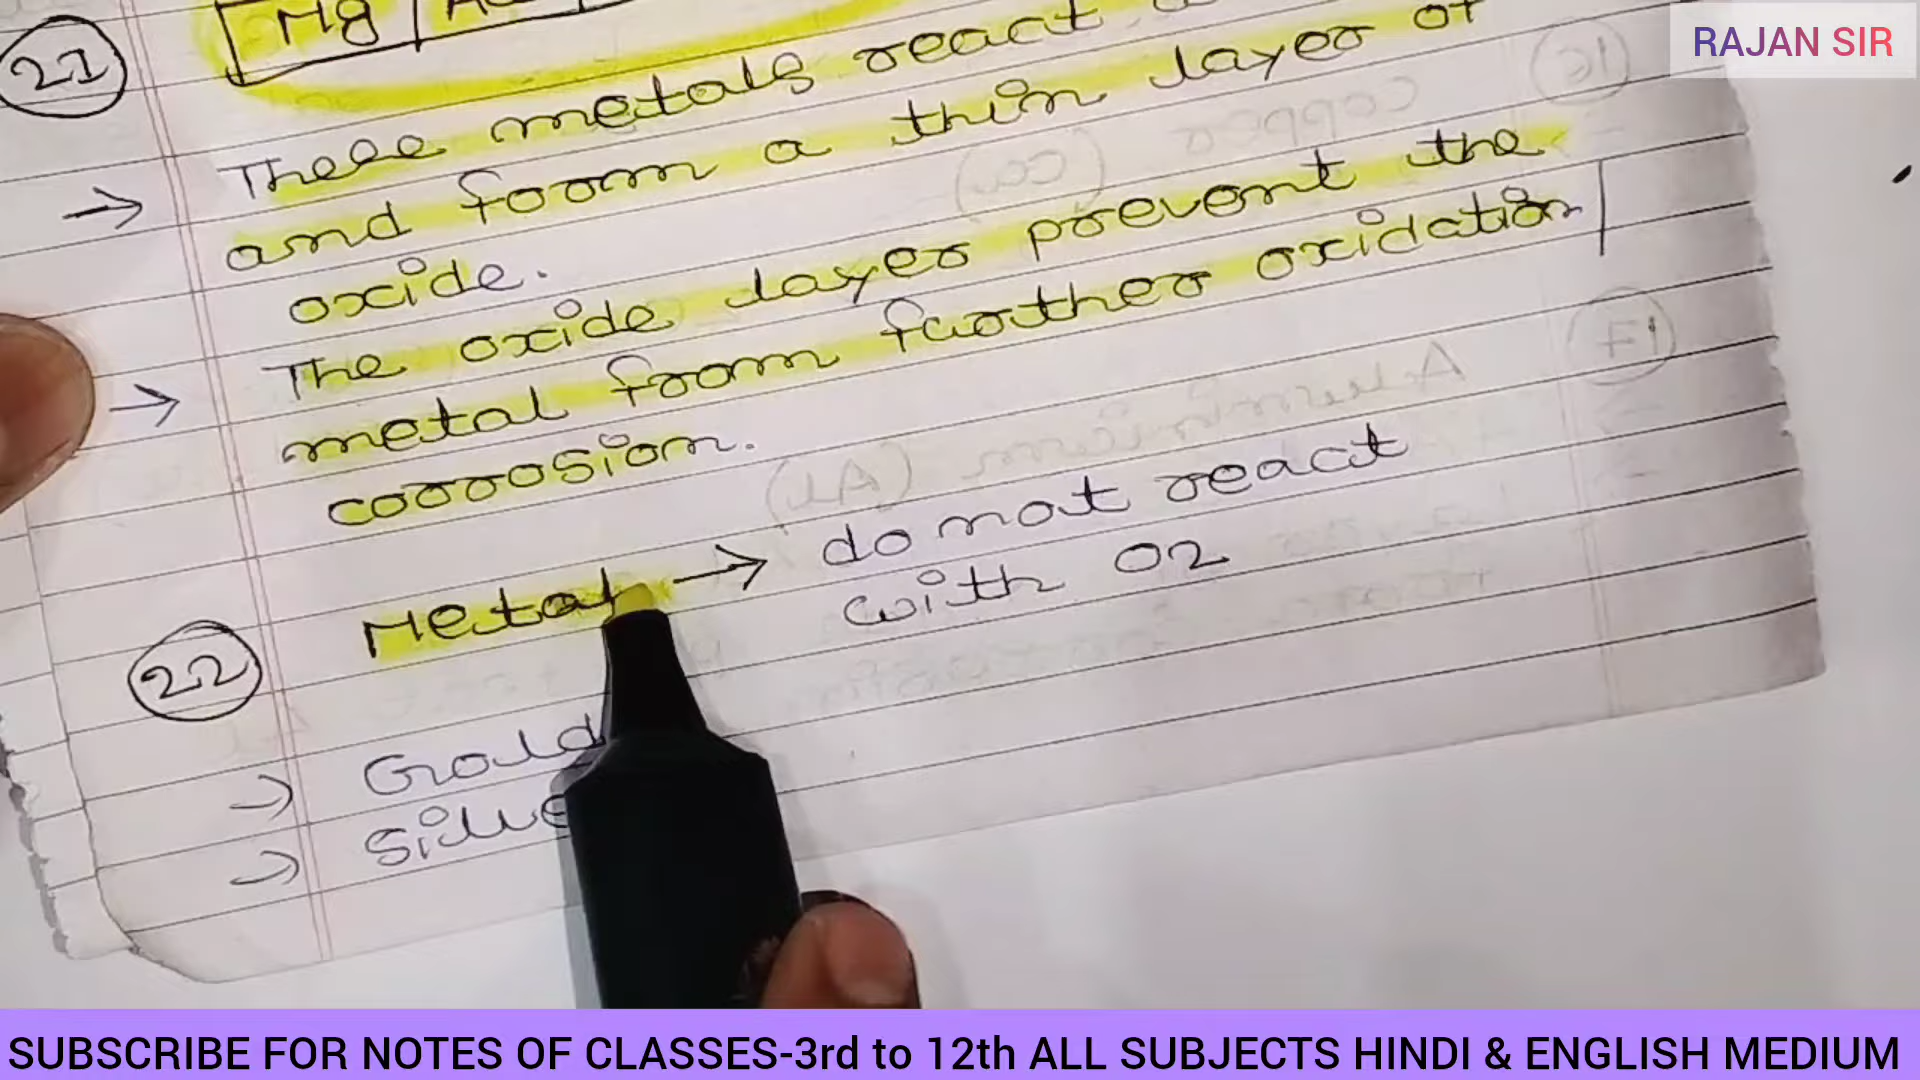 RAJAN SIR
21
Mg
These metals react
and form a thin layer of
oxide.
→ The oxide layer prevent the
metal from further oxidation/
corrosion.
22 Metal → do not react
with O2
→ Gold
→ Silve
SUBSCRIBE FOR NOTES OF CLASSES-3rd to 12th ALL SUBJECTS HINDI & ENGLISH MEDIUM